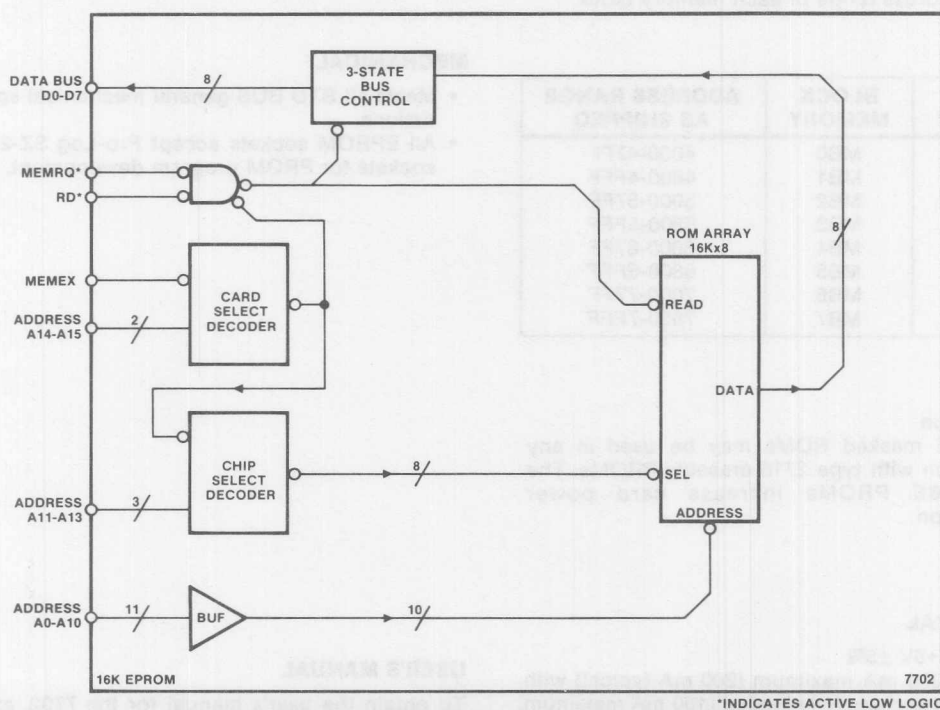 DATA BUS
D0-D7
8
3-STATE
BUS
CONTROL
MEMRQ*
RD*
8
ROM ARRAY
16Kx8
MEMEX
ADDRESS
A14-A15
2
CARD
SELECT
DECODER
READ
DATA
CHIP
SELECT
DECODER
8
SEL
ADDRESS
A11-A13
3
ADDRESS
ADDRESS
A0-A10
11
BUF
10
16K EPROM
7702
*INDICATES ACTIVE LOW LOGIC